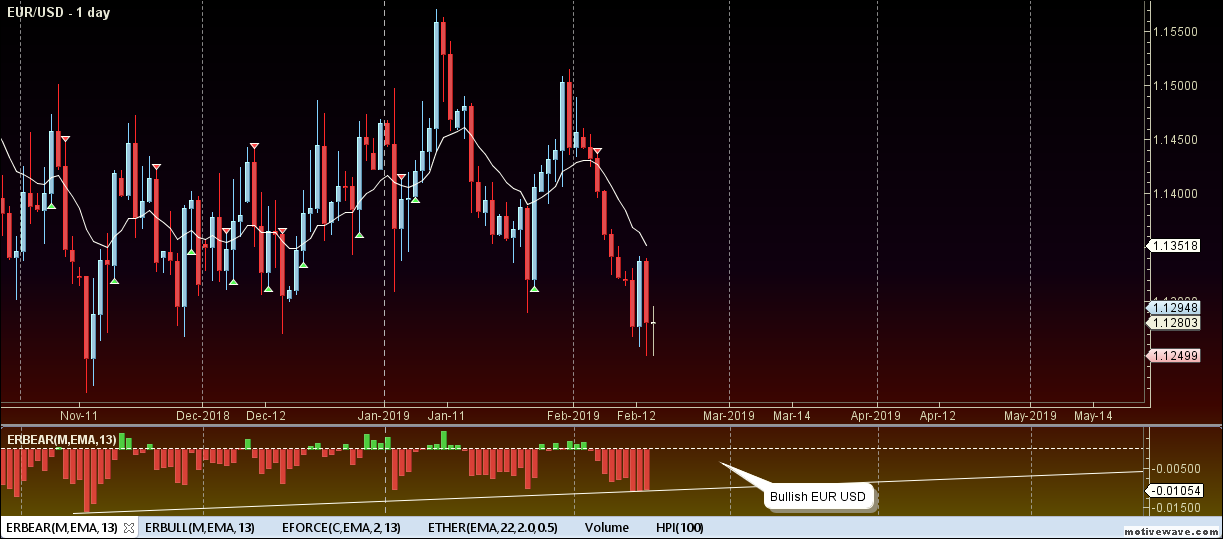 EUR/USD - 1 day
1.15500
1.15000
1.14500
1.14000
1.13518
1.12948
1.12803
1.12499
Nov-11 Dec-2018 Dec-12 Jan-2019 Jan-11 Feb-2019 Feb-12 Mar-2019 Mar-14 Apr-2019 Apr-12 May-2019 May-14
ERBEAR(M,EMA,13)
-0.00500
-0.01054
-0.01500
Bullish EUR USD
ERBEAR(M,EMA,13) ERBULL(M,EMA,13) EFORCE(C,EMA,2,13) ETHER(EMA,22,2.0,0.5) Volume HPI(100)
motivewave.com